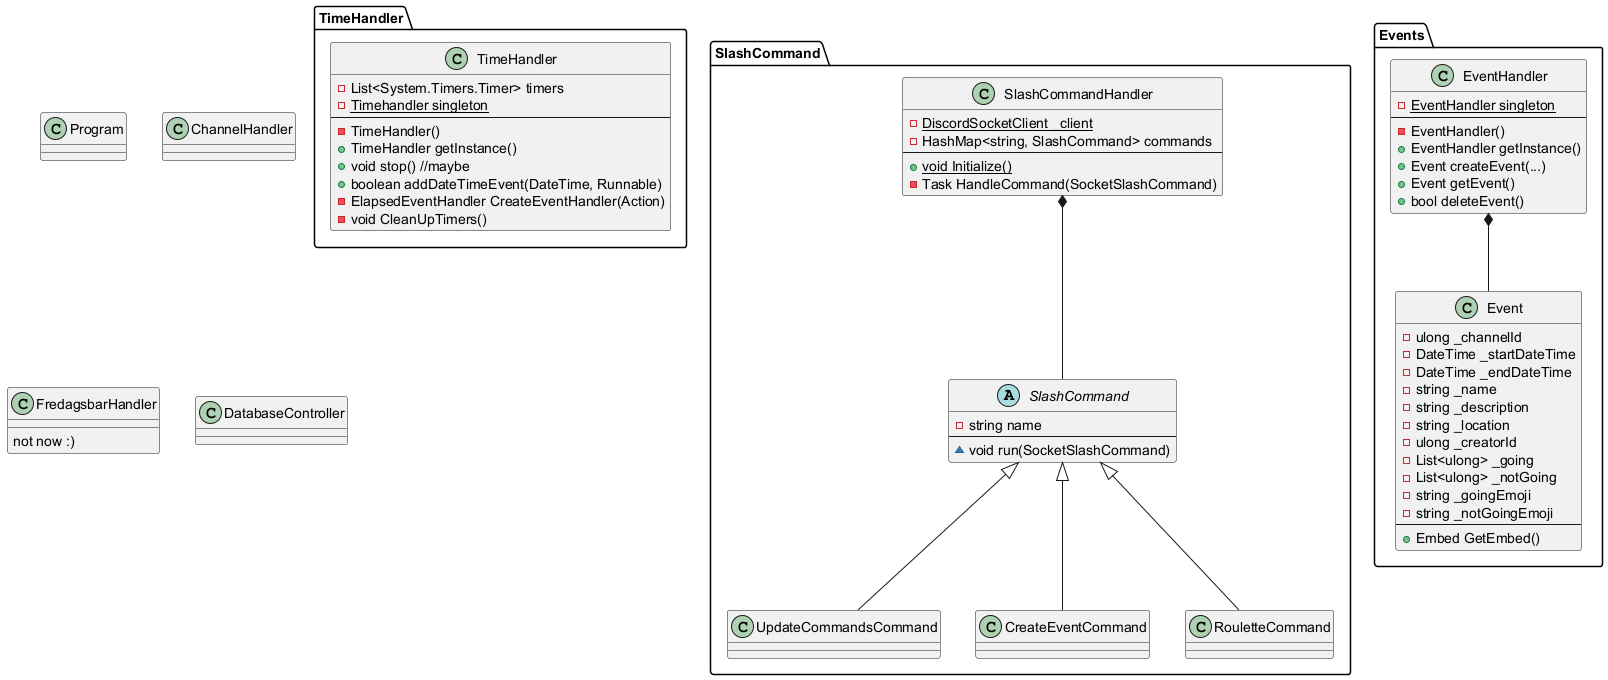 Program
ChannelHandler
TimeHandler
TimeHandler
List<System.Timers.Timer> timers
Timehandler singleton
TimeHandler()
TimeHandler getInstance()
void stop() //maybe
boolean addDateTimeEvent(DateTime, Runnable)
ElapsedEventHandler CreateEventHandler(Action)
void CleanUpTimers()
FredagsbarHandler
not now :)
DatabaseController
SlashCommand
SlashCommandHandler
DiscordSocketClient _client
HashMap<string, SlashCommand> commands
void Initialize()
Task HandleCommand(SocketSlashCommand)
SlashCommand
string name
void run(SocketSlashCommand)
UpdateCommandsCommand
CreateEventCommand
RouletteCommand
Events
EventHandler
EventHandler singleton
EventHandler()
EventHandler getInstance()
Event createEvent(...)
Event getEvent()
bool deleteEvent()
Event
ulong _channelId
DateTime _startDateTime
DateTime _endDateTime
string _name
string _description
string _location
ulong _creatorId
List<ulong> _going
List<ulong> _notGoing
string _goingEmoji
string _notGoingEmoji
Embed GetEmbed()